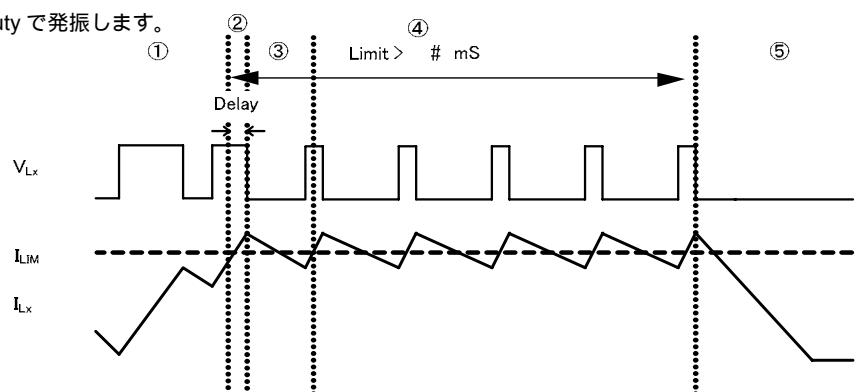 uty で発振します。
① ② ③ ④ ⑤
Limit > # mS
Delay
VLx
ILIM
ILx